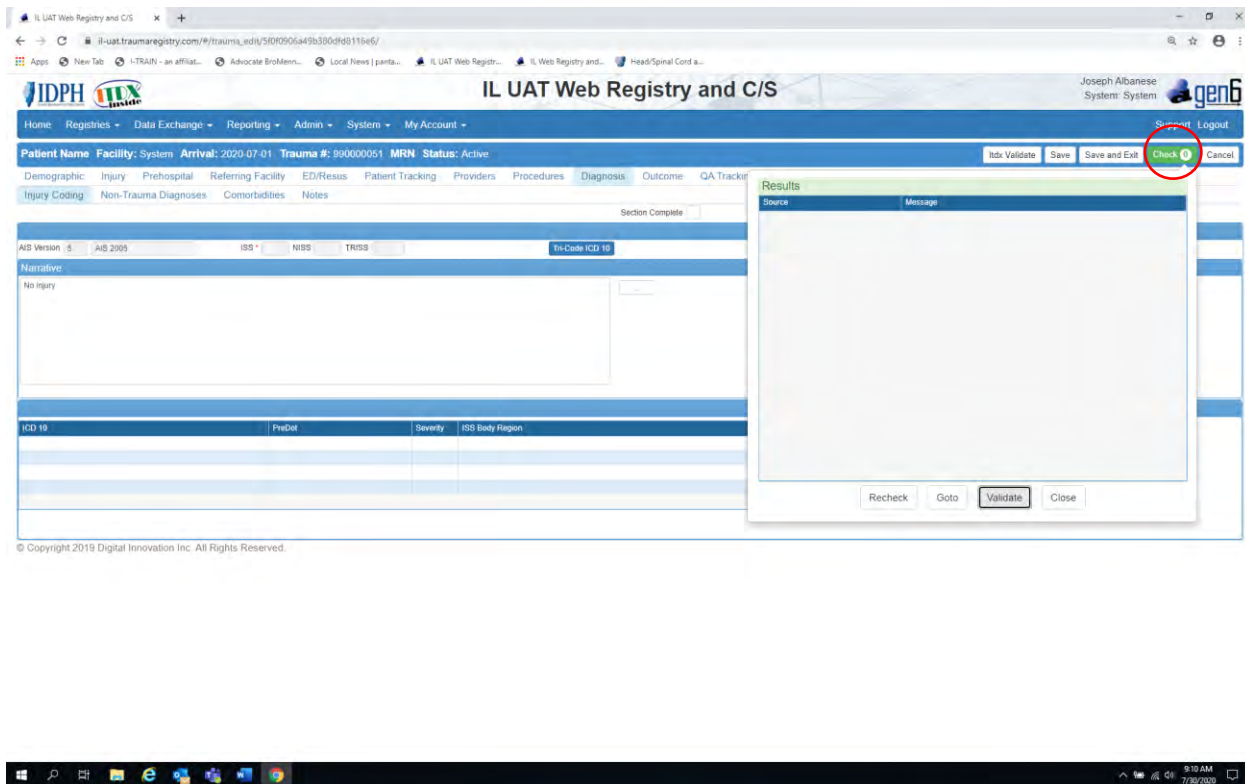 IL UAT Web Registry and C/S
il-uat.traumaregistry.com/#/trauma_edit/5f0f0906a49b380dfd8116e6/
Apps New Tab I-TRAIN - an affiliat... Advocate BroMenn... Local News | panta... IL UAT Web Registr... IL Web Registry and... Head/Spinal Cord a...
IDPH ITDX inside
IL UAT Web Registry and C/S
Joseph Albanese
System: System
gen6
Home Registries Data Exchange Reporting Admin System My Account Support Logout
Patient Name Facility: System Arrival: 2020-07-01 Trauma #: 890000051 MRN Status: Active Itdx Validate Save Save and Exit Check 0 Cancel
Demographic Injury Prehospital Referring Facility ED/Resus Patient Tracking Providers Procedures Diagnosis Outcome QA Trackin
Injury Coding Non-Trauma Diagnoses Comorbidities Notes
Section Complete
AIS Version 5 AIS 2005 ISS * NISS TRISS Tri-Code ICD 10
Narrative
No injury
...
ICD 10 PreDot Severity ISS Body Region
Results
Source Message
Recheck Goto Validate Close
© Copyright 2019 Digital Innovation Inc. All Rights Reserved.
9:10 AM
7/30/2020